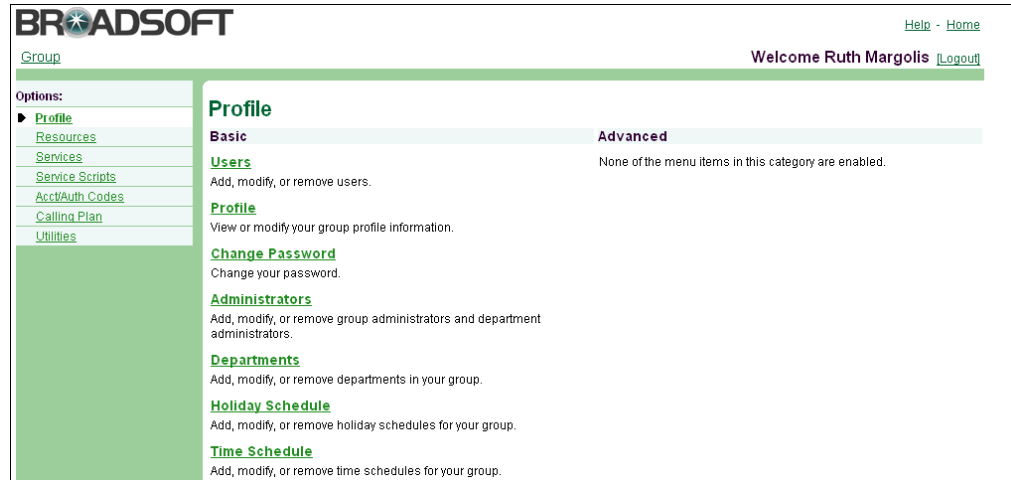 BROADSOFT
Help - Home
Group
Welcome Ruth Margolis [Logout]
Options:
Profile
Resources
Services
Service Scripts
Acct/Auth Codes
Calling Plan
Utilities
Profile
Basic
Users
Add, modify, or remove users.
Profile
View or modify your group profile information.
Change Password
Change your password.
Administrators
Add, modify, or remove group administrators and department
administrators.
Departments
Add, modify, or remove departments in your group.
Holiday Schedule
Add, modify, or remove holiday schedules for your group.
Time Schedule
Add, modify, or remove time schedules for your group.
Advanced
None of the menu items in this category are enabled.